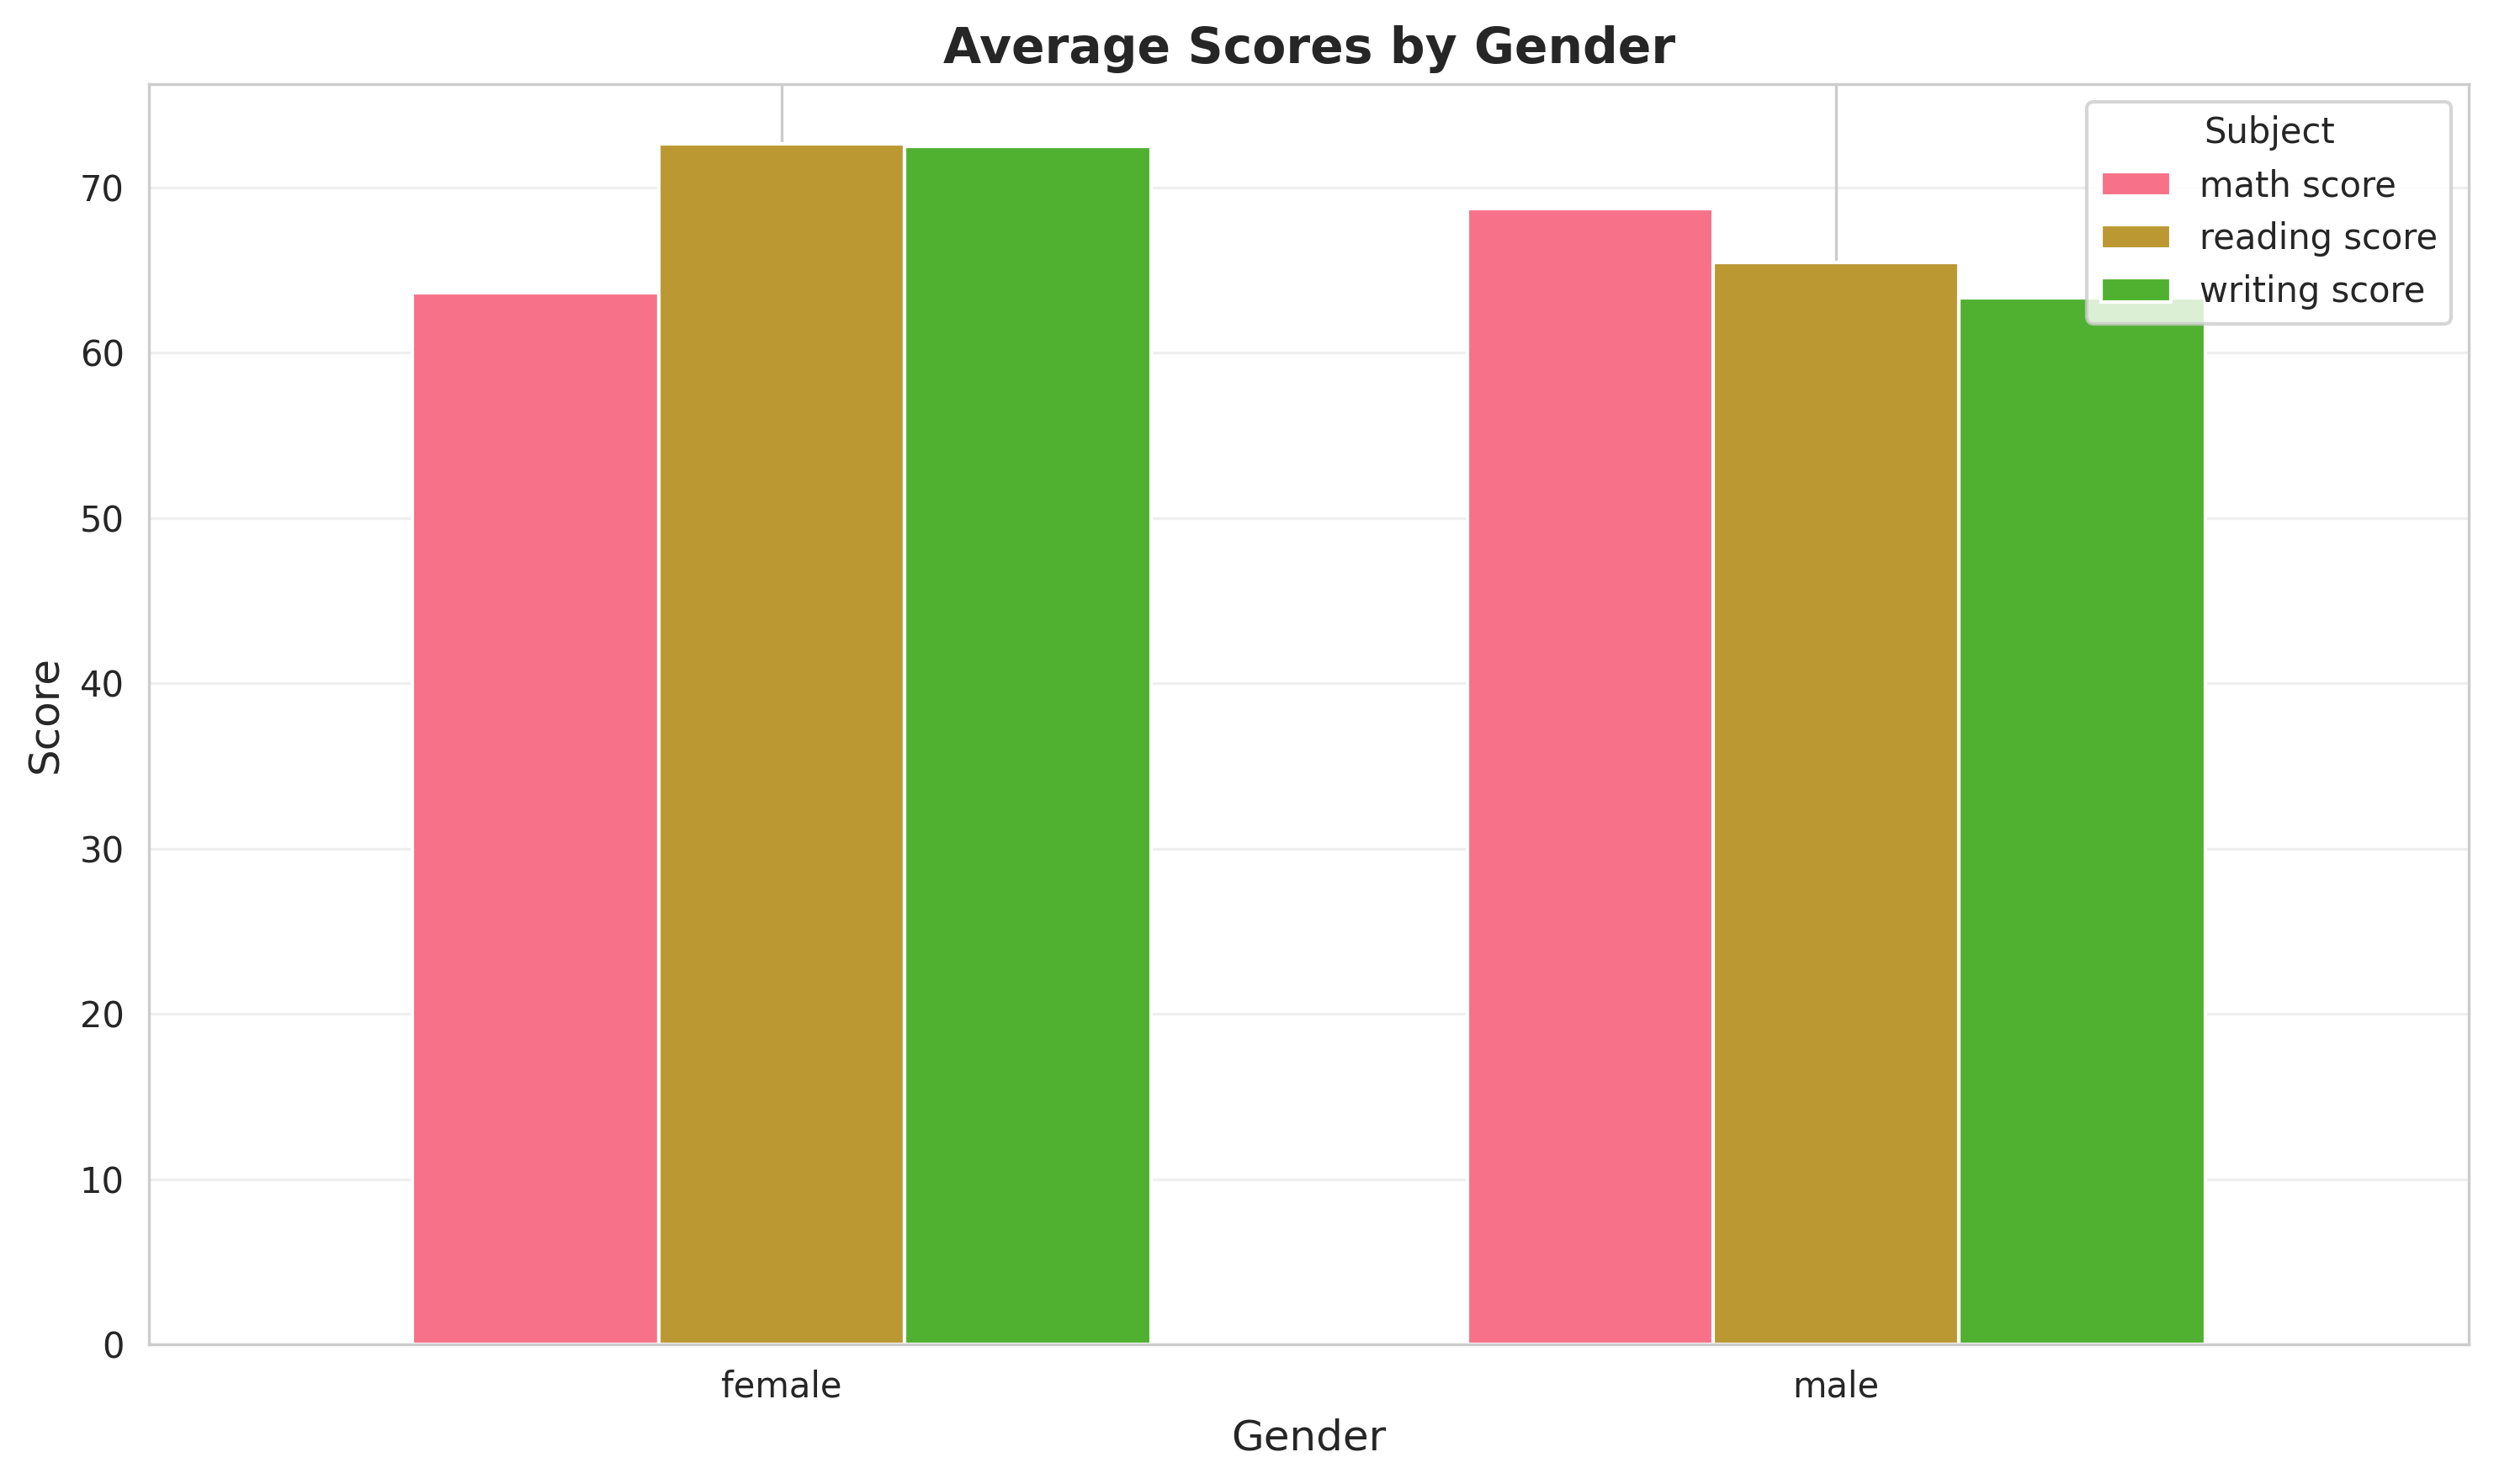 Average Scores by Gender
Subject
math score
reading score
writing score
70
60
50
40
30
20
10
0
Score
female
male
Gender